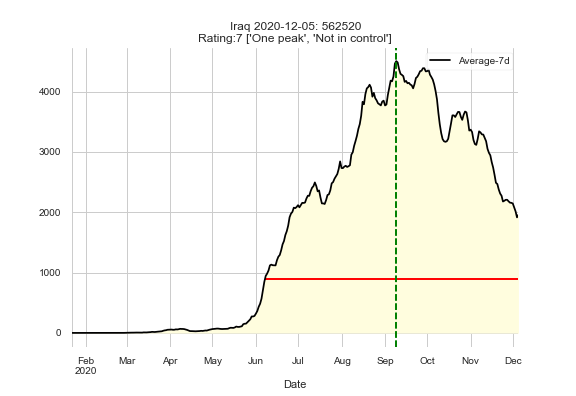 Iraq 2020-12-05: 562520
Rating:7 ['One peak', 'Not in control']
Average-7d
4000
3000
2000
1000
0
Feb Mar Apr May Jun Jul Aug Sep Oct Nov Dec
2020
Date